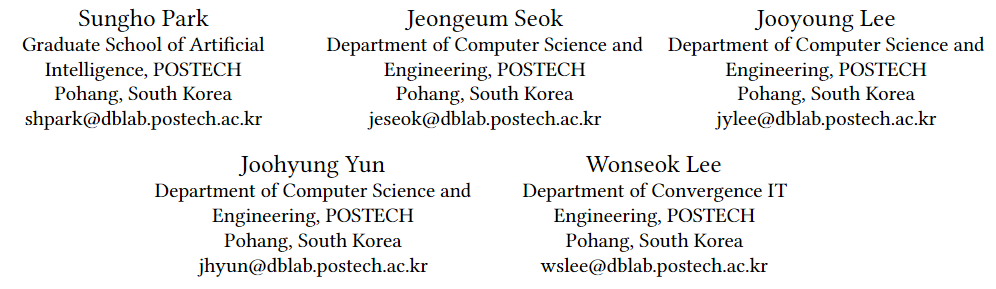 Sungho Park
Graduate School of Artificial
Intelligence, POSTECH
Pohang, South Korea
shpark@dblab.postech.ac.kr
Jeongeum Seok
Department of Computer Science and
Engineering, POSTECH
Pohang, South Korea
jeseok@dblab.postech.ac.kr
Jooyoung Lee
Department of Computer Science and
Engineering, POSTECH
Pohang, South Korea
jylee@dblab.postech.ac.kr
Joohyung Yun
Department of Computer Science and
Engineering, POSTECH
Pohang, South Korea
jhyun@dblab.postech.ac.kr
Wonseok Lee
Department of Convergence IT
Engineering, POSTECH
Pohang, South Korea
wslee@dblab.postech.ac.kr